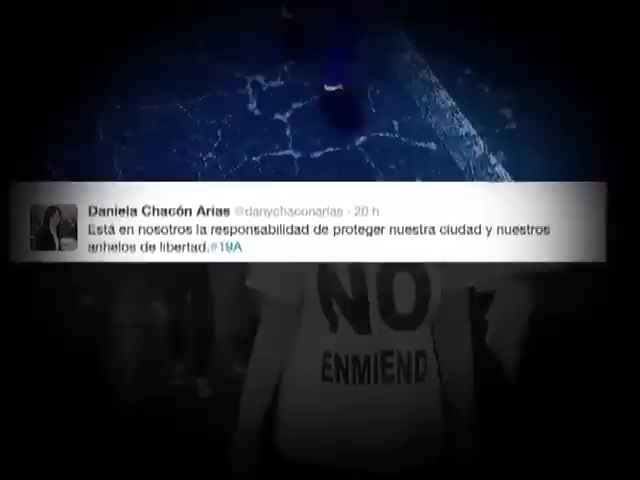 Daniela Chacón Arias @danychaconarias · 20 h
Está en nosotros la responsabilidad de proteger nuestra ciudad y nuestros
anhelos de libertad.#19A
NO
ENMIEND